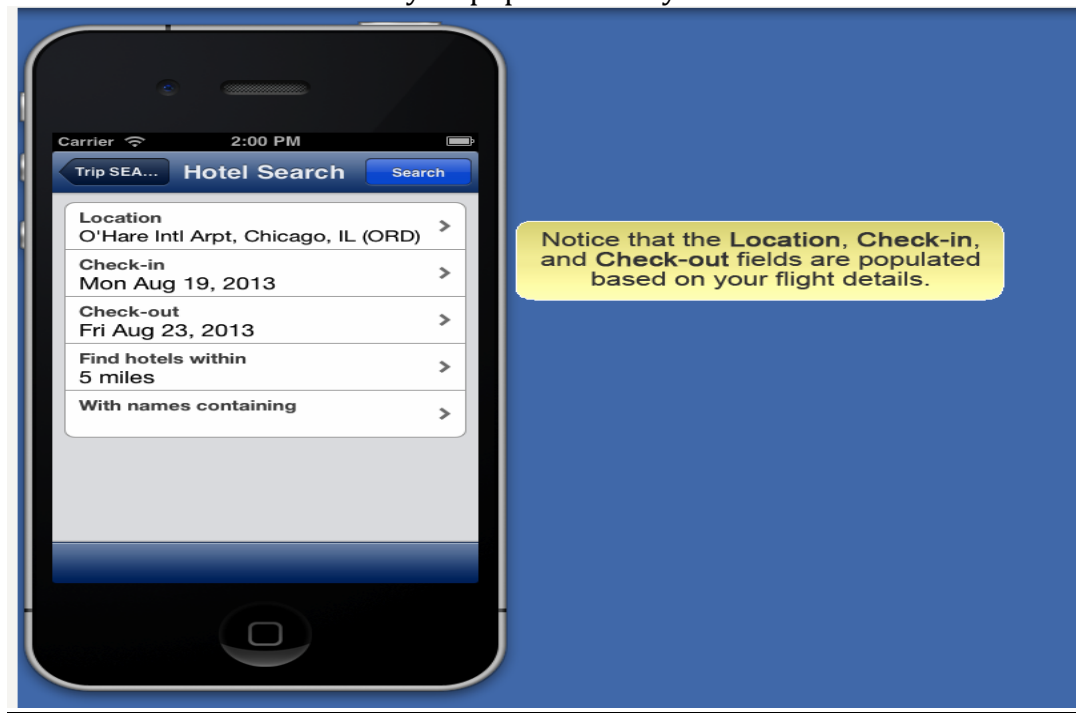 Carrier 2:00 PM
Trip SEA... Hotel Search Search
Location
O'Hare Intl Arpt, Chicago, IL (ORD)
Check-in
Mon Aug 19, 2013
Check-out
Fri Aug 23, 2013
Find hotels within
5 miles
With names containing
Notice that the Location, Check-in,
and Check-out fields are populated
based on your flight details.